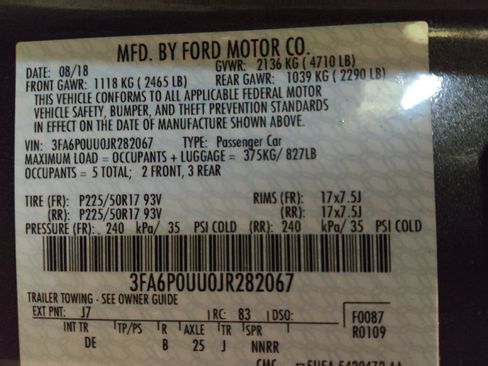 MFD. BY FORD MOTOR CO.
DATE: 08/18 GVWR: 2136 KG ( 4710 LB)
FRONT GAWR: 1118 KG ( 2465 LB) REAR GAWR: 1039 KG ( 2290 LB)
THIS VEHICLE CONFORMS TO ALL APPLICABLE FEDERAL MOTOR
VEHICLE SAFETY, BUMPER, AND THEFT PREVENTION STANDARDS
IN EFFECT ON THE DATE OF MANUFACTURE SHOWN ABOVE.
VIN: 3FA6P0UU0JR282067 TYPE: Passenger Car
MAXIMUM LOAD = OCCUPANTS + LUGGAGE = 375KG/ 827LB
OCCUPANTS = 5 TOTAL; 2 FRONT, 3 REAR
TIRE (FR): P225/50R17 93V RIMS (FR): 17x7.5J
(RR): P225/50R17 93V (RR): 17x7.5J
PRESSURE (FR): 240 kPa/ 35 PSI COLD (RR): 240 kPa/ 35 PSI COLD
3FA6P0UU0JR282067
TRAILER TOWING - SEE OWNER GUIDE
EXT PNT: J7 RC: 83 DSO: F0087
INT TR TP/PS R AXLE TR SPR R0109
DE B 25 J NNRR